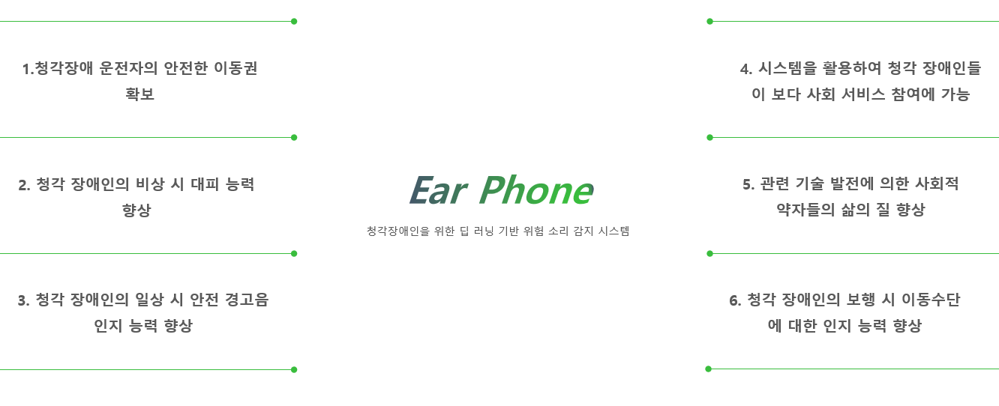 1.청각장애 운전자의 안전한 이동권
확보
2. 청각 장애인의 비상 시 대피 능력
향상
3. 청각 장애인의 일상 시 안전 경고음
인지 능력 향상
Ear Phone
청각장애인을 위한 딥 러닝 기반 위험 소리 감지 시스템
4. 시스템을 활용하여 청각 장애인들
이 보다 사회 서비스 참여에 가능
5. 관련 기술 발전에 의한 사회적
약자들의 삶의 질 향상
6. 청각 장애인의 보행 시 이동수단
에 대한 인지 능력 향상